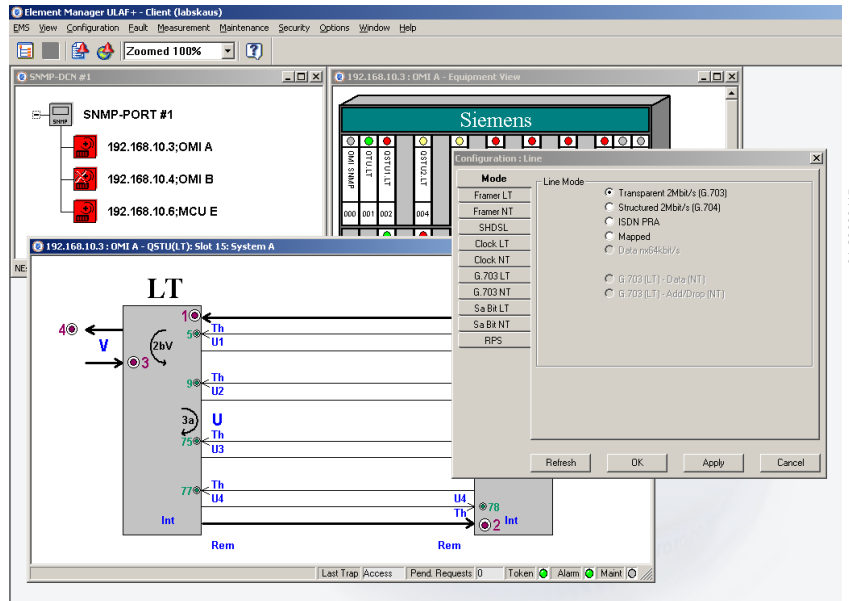 Element Manager ULAF+ - Client (labskaus)
EMS View Configuration Fault Measurement Maintenance Security Options Window Help
Zoomed 100%
SNMP-DCN #1
SNMP-PORT #1
SNMP
192.168.10.3;OMI A
192.168.10.4;OMI B
192.168.10.6;MCU E
NE:
192.168.10.3 : OMI A - Equipment View
Siemens
OMI SNMP
OTU.LT
QSTU1.LT
QSTU2.LT
000 001 002 004
192.168.10.3 : OMI A - QSTU(LT): Slot 15: System A
LT
1
Th
5
U1
4
V
2bV
3
Th
9
U2
3a
U
Th
75
U3
Th
77
U4
U4
78
Th
2
Int
Int
Rem
Rem
Last Trap Access Pend. Requests 0 Token Alarm Maint
Configuration : Line
Mode
Framer LT
Framer NT
SHDSL
Clock LT
Clock NT
G.703 LT
G.703 NT
Sa Bit LT
Sa Bit NT
RPS
Line Mode
Transparent 2Mbit/s (G.703)
Structured 2Mbit/s (G.704)
ISDN PRA
Mapped
Data nx64kbit/s
G.703 (LT) - Data (NT)
G.703 (LT) - Add/Drop (NT)
Refresh OK Apply Cancel